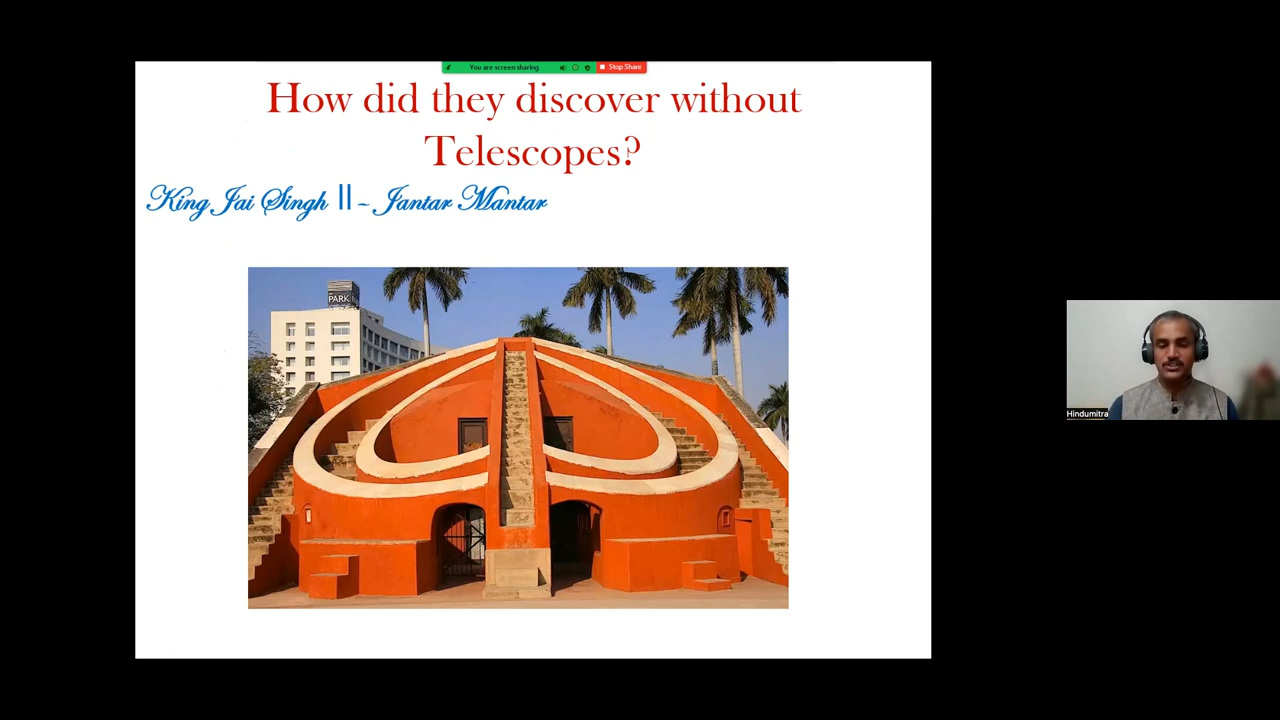 You are screen sharing
Stop Share
How did they discover without
Telescopes?
King Jai Singh II - Jantar Mantar
PARK
Hindumitra